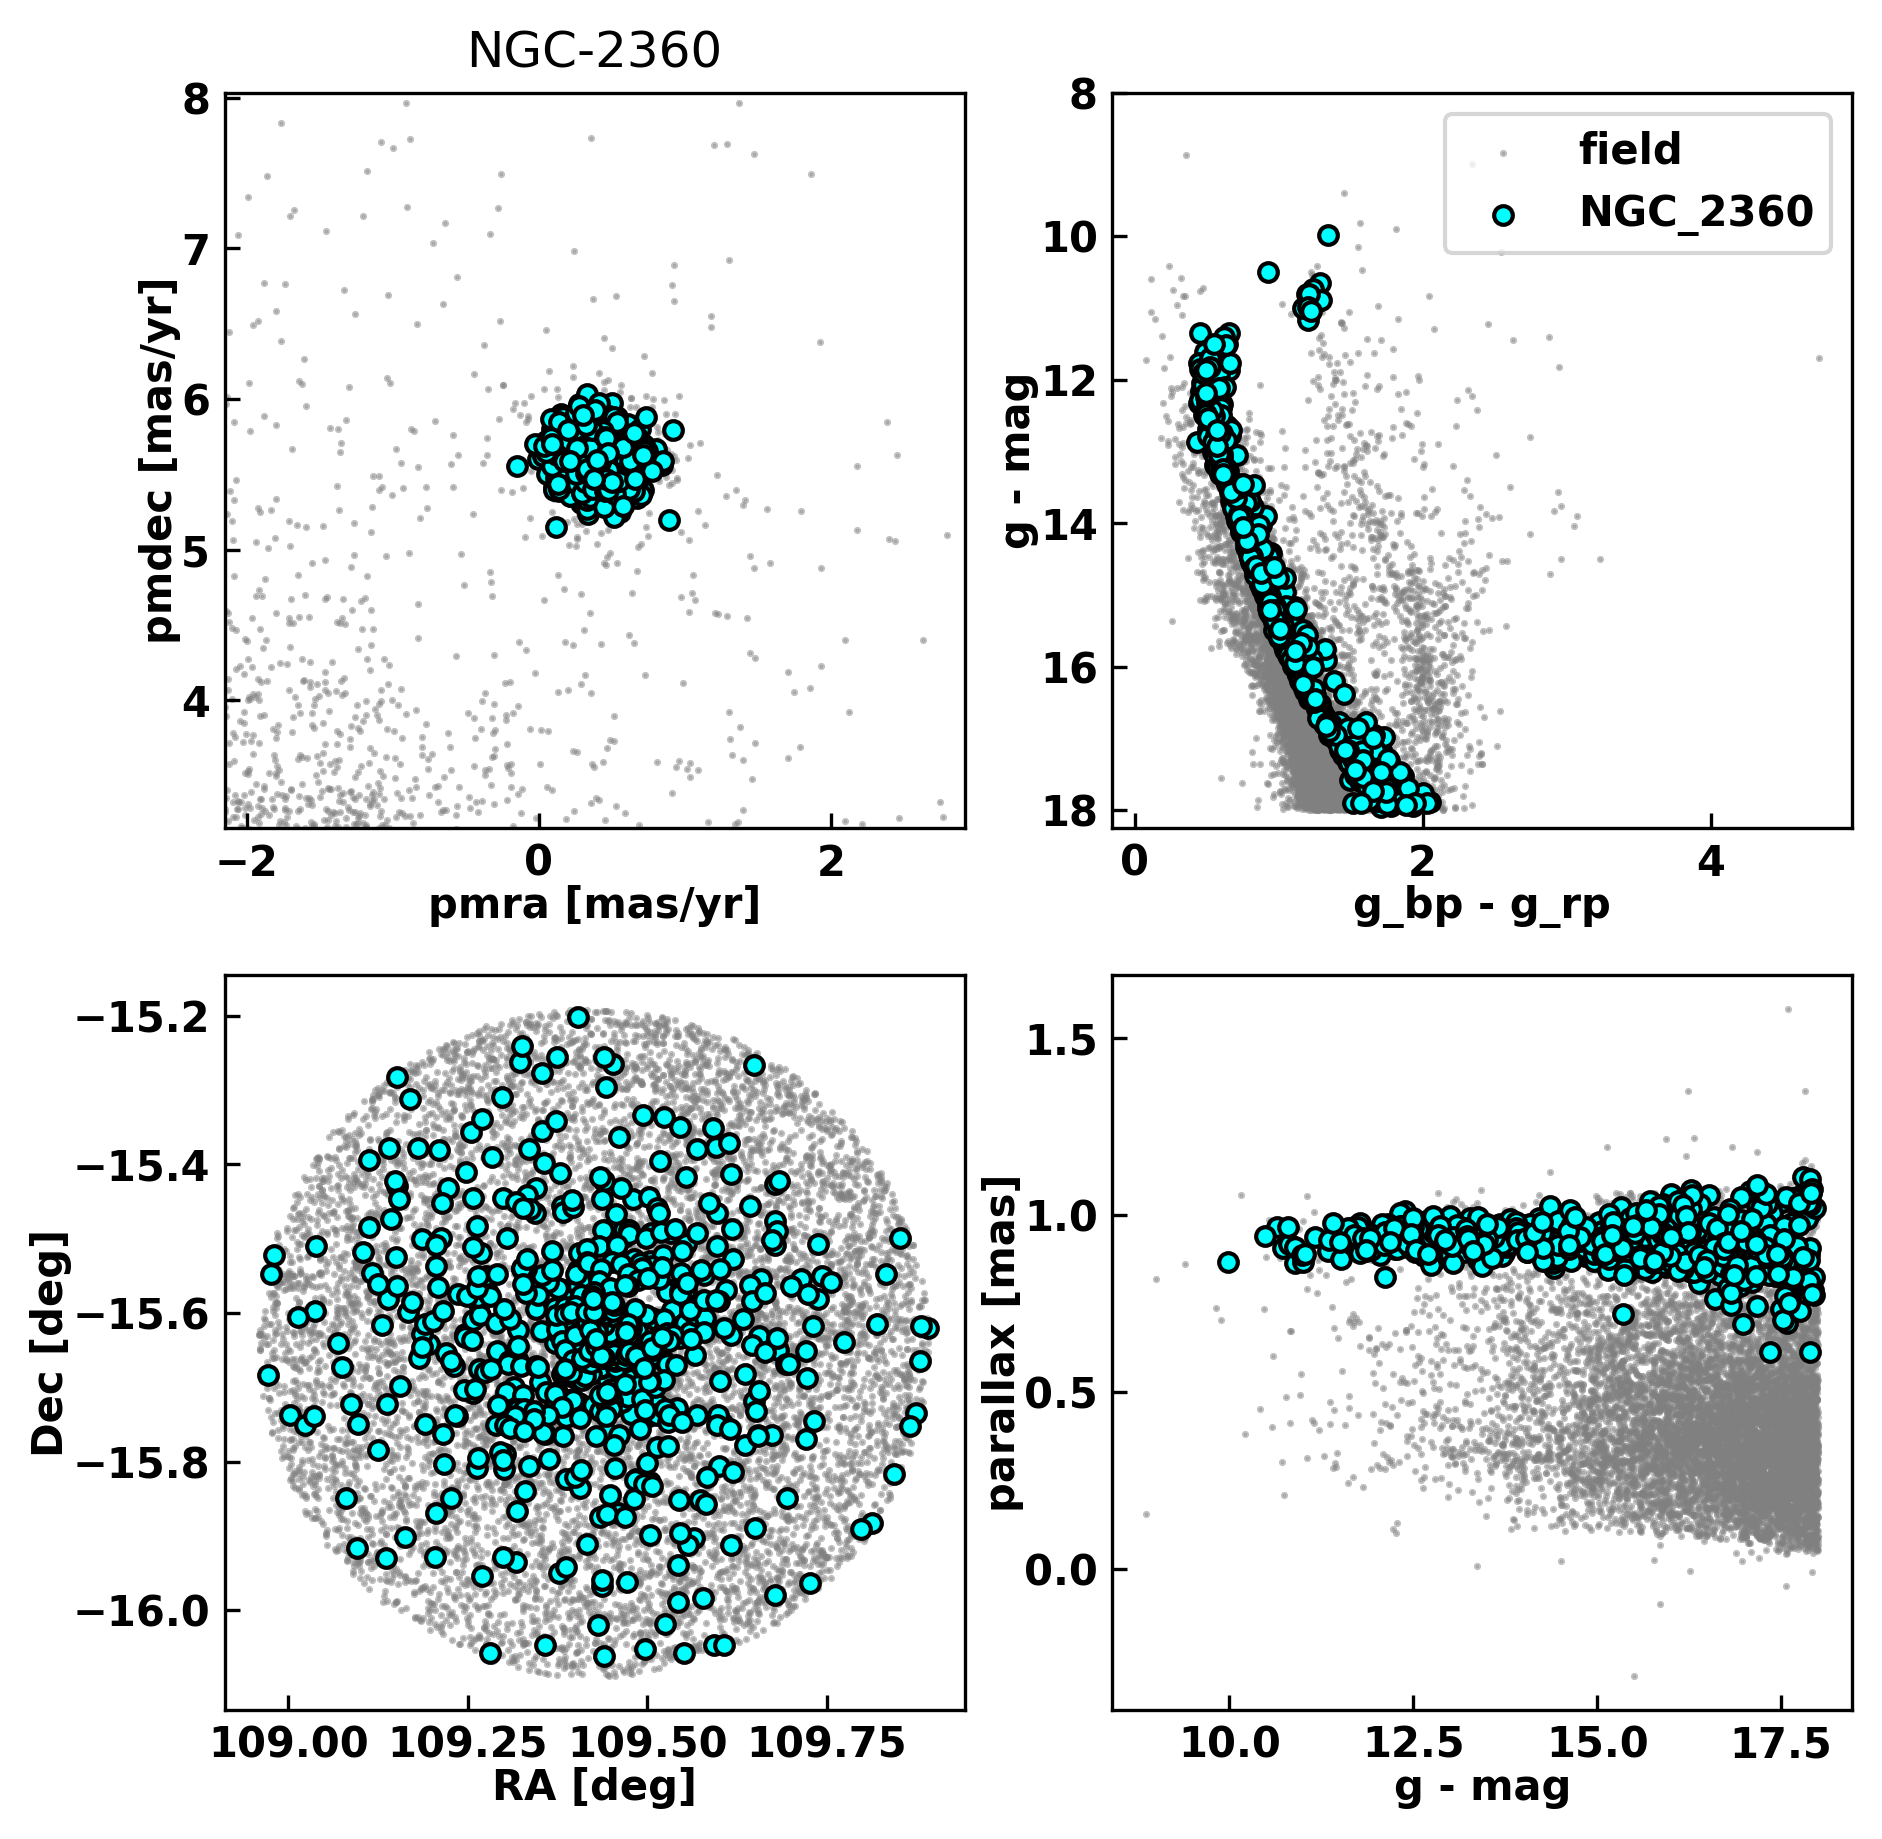 NGC-2360
8
7
6
5
4
pmdec [mas/yr]
−2 0 2
pmra [mas/yr]
8
10
12
14
16
18
g - mag
field
NGC_2360
0 2 4
g_bp - g_rp
−15.2
−15.4
−15.6
−15.8
−16.0
Dec [deg]
109.00 109.25 109.50 109.75
RA [deg]
1.5
1.0
0.5
0.0
parallax [mas]
10.0 12.5 15.0 17.5
g - mag